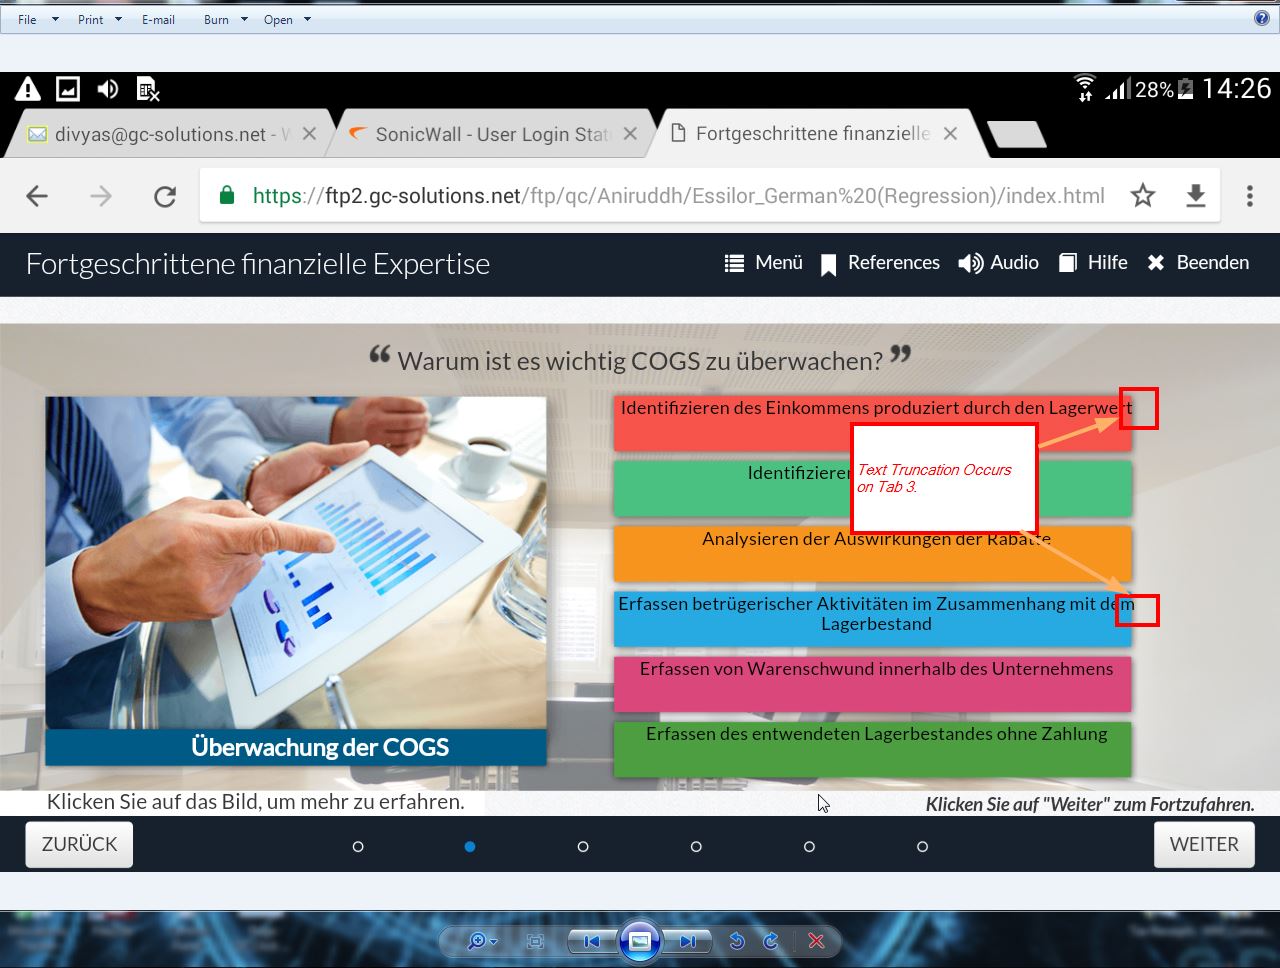 File Print E-mail Burn Open
28% 14:26
divyas@gc-solutions.net - W SonicWall - User Login Stat Fortgeschrittene finanzielle
https://ftp2.gc-solutions.net/ftp/qc/Aniruddh/Essilor_German%20(Regression)/index.html
Fortgeschrittene finanzielle Expertise Menü References Audio Hilfe Beenden
“ Warum ist es wichtig COGS zu überwachen? ”
Identifizieren des Einkommens produziert durch den Lagerwert
Identifizieren
Text Truncation Occurs
on Tab 3.
Analysieren der Auswirkungen der Rabatte
Erfassen betrügerischer Aktivitäten im Zusammenhang mit dem
Lagerbestand
Erfassen von Warenschwund innerhalb des Unternehmens
Erfassen des entwendeten Lagerbestandes ohne Zahlung
Überwachung der COGS
Klicken Sie auf das Bild, um mehr zu erfahren.
Klicken Sie auf "Weiter" zum Fortzufahren.
ZURÜCK WEITER